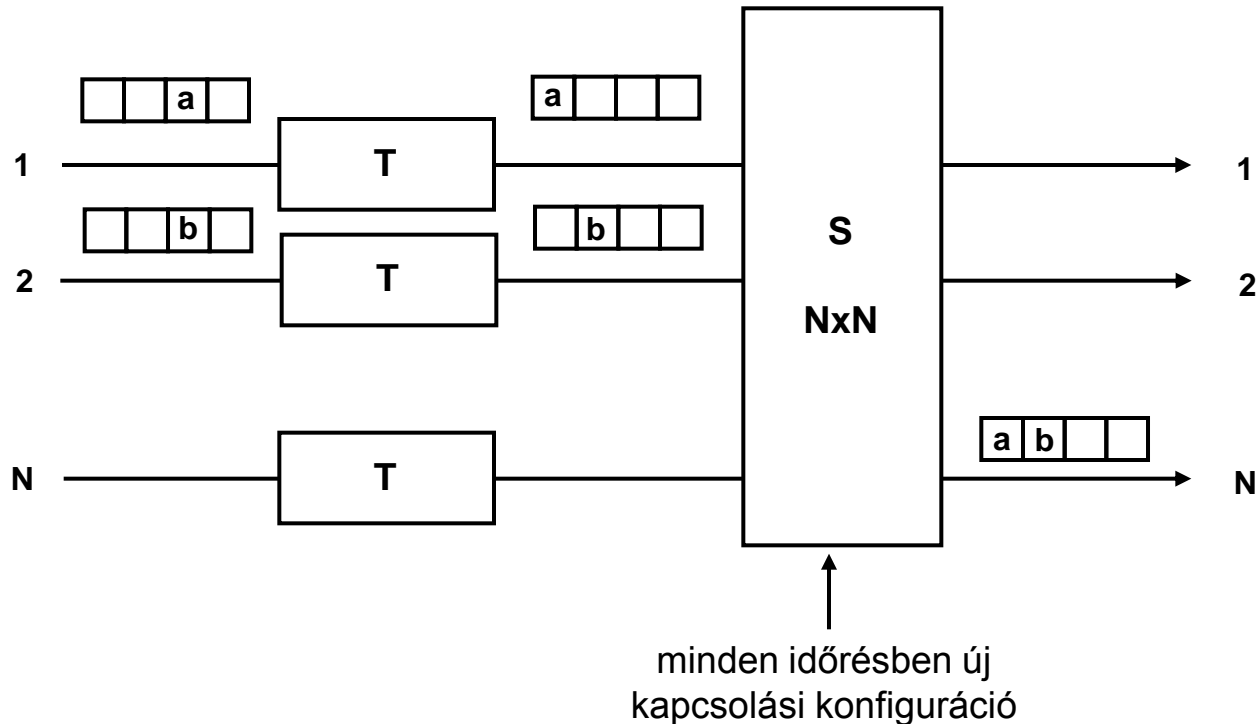 a
a
1
T
1
b
b
S
2
T
2
NxN
a b
N
T
N
minden időrésben új
kapcsolási konfiguráció